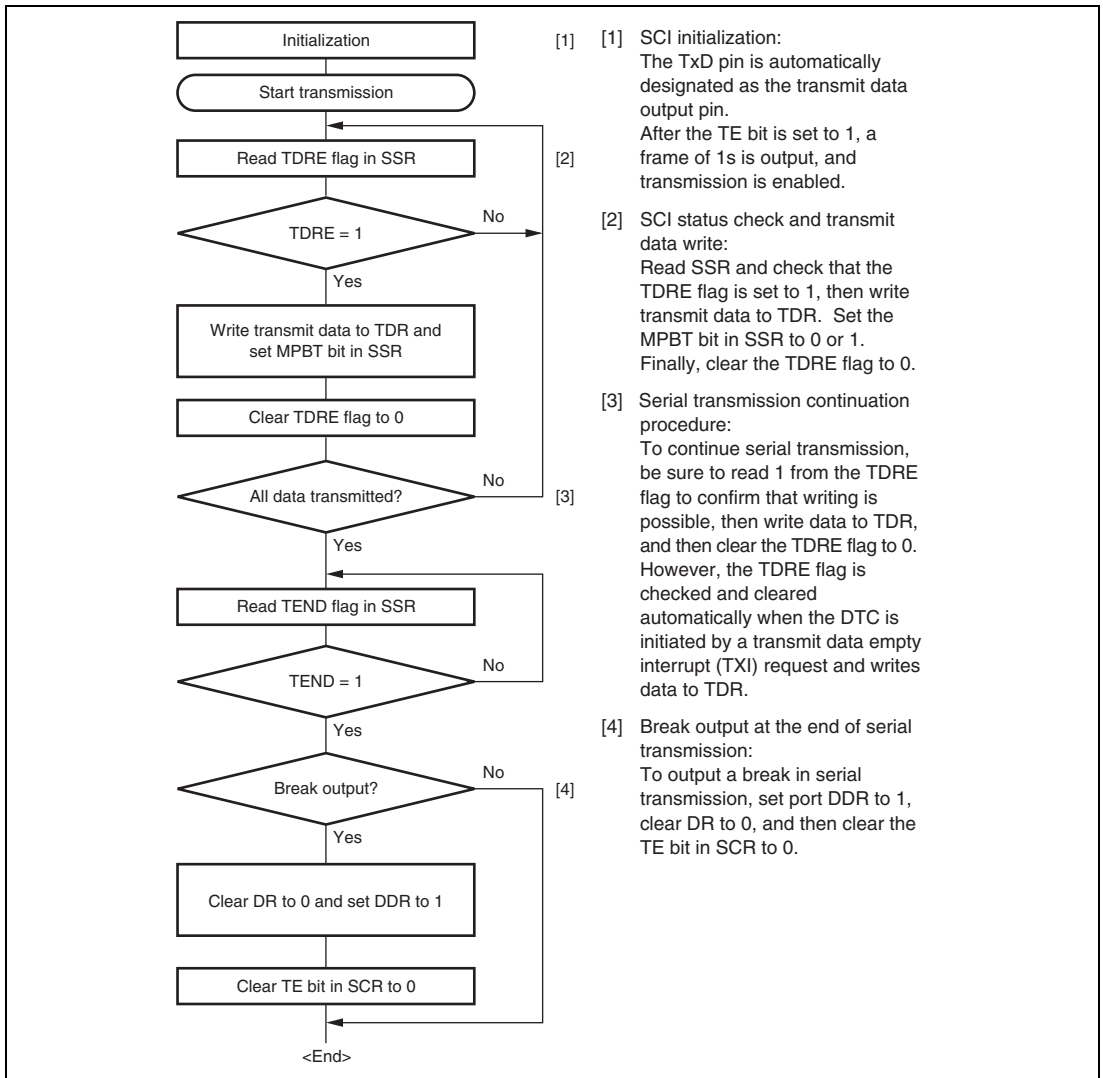 Initialization
[1]
Start transmission
Read TDRE flag in SSR
[2]
TDRE = 1
No
Yes
Write transmit data to TDR and
set MPBT bit in SSR
Clear TDRE flag to 0
All data transmitted?
No
[3]
Yes
Read TEND flag in SSR
TEND = 1
No
Yes
Break output?
No
[4]
Yes
Clear DR to 0 and set DDR to 1
Clear TE bit in SCR to 0
<End>
[1] SCI initialization:
The TxD pin is automatically
designated as the transmit data
output pin.
After the TE bit is set to 1, a
frame of 1s is output, and
transmission is enabled.
[2] SCI status check and transmit
data write:
Read SSR and check that the
TDRE flag is set to 1, then write
transmit data to TDR. Set the
MPBT bit in SSR to 0 or 1.
Finally, clear the TDRE flag to 0.
[3] Serial transmission continuation
procedure:
To continue serial transmission,
be sure to read 1 from the TDRE
flag to confirm that writing is
possible, then write data to TDR,
and then clear the TDRE flag to 0.
However, the TDRE flag is
checked and cleared
automatically when the DTC is
initiated by a transmit data empty
interrupt (TXI) request and writes
data to TDR.
[4] Break output at the end of serial
transmission:
To output a break in serial
transmission, set port DDR to 1,
clear DR to 0, and then clear the
TE bit in SCR to 0.